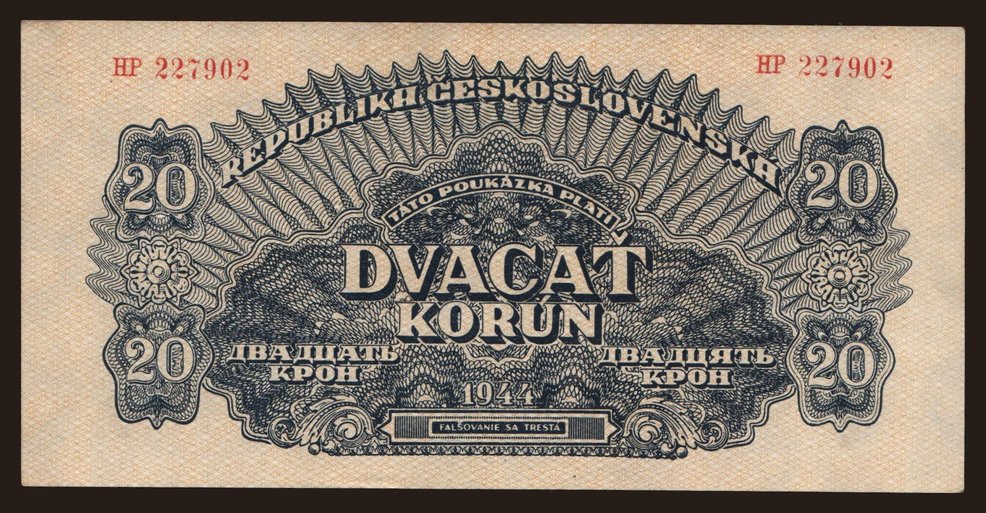 HP 227902
HP 227902
REPUBLIKA ČESKOSLOVENSKÁ
20
20
TÁTO POUKÁZKA PLATÍ
DVACAŤ
KORÚN
20
20
ДВАДЦАТЬ
КРОН
ДВАДЦЯТЬ
КРОН
1944
FALŠOVANIE SA TRESTÁ